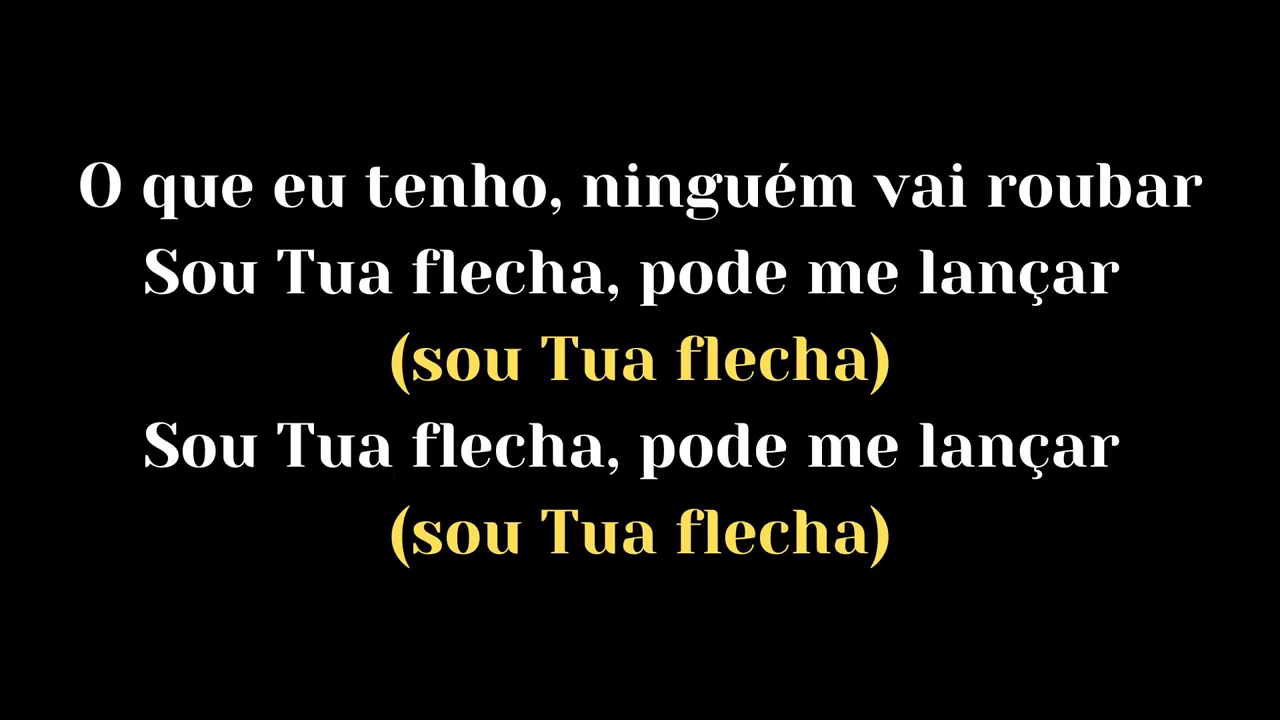 O que eu tenho, ninguém vai roubar
Sou Tua flecha, pode me lançar
(sou Tua flecha)
Sou Tua flecha, pode me lançar
(sou Tua flecha)